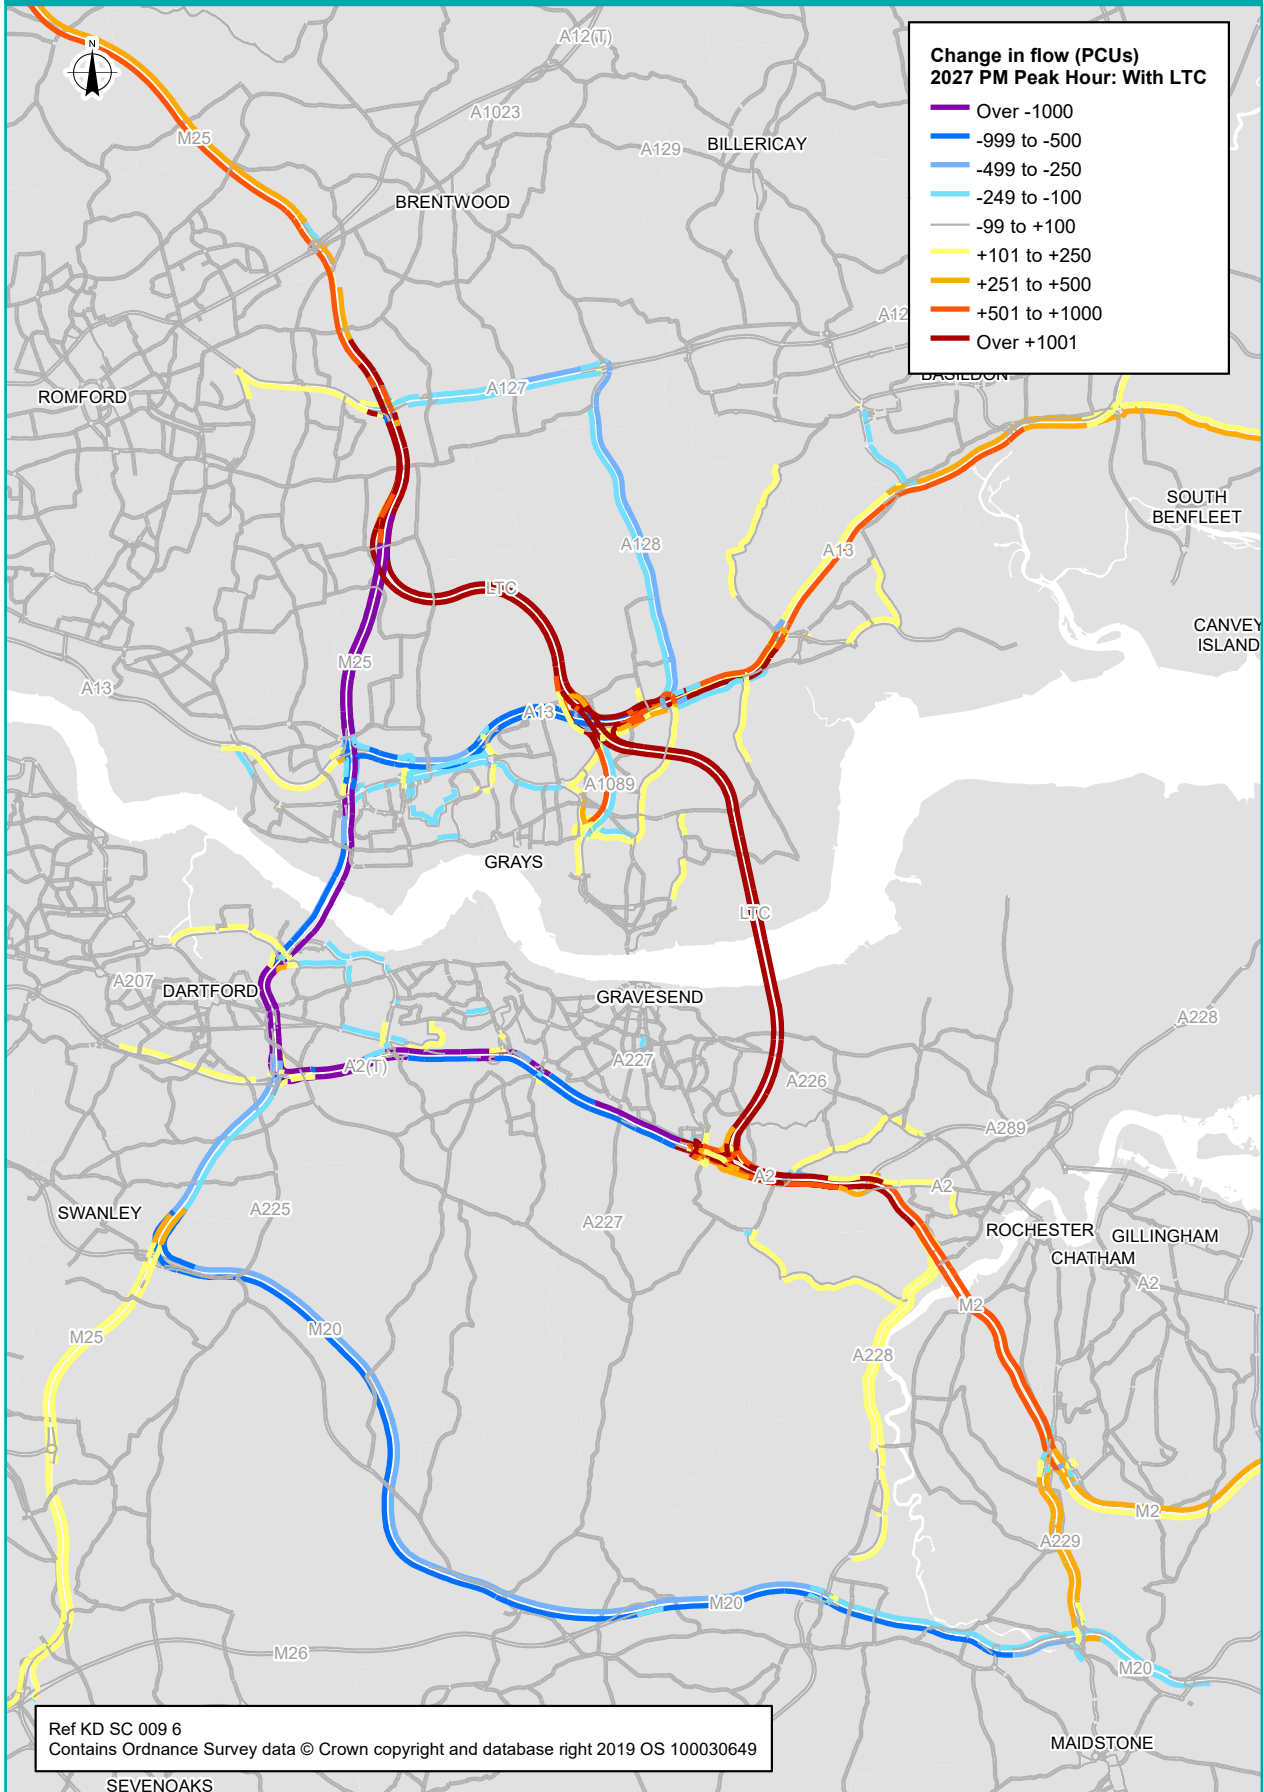 Change in flow (PCUs)
2027 PM Peak Hour: With LTC
Over -1000
-999 to -500
-499 to -250
-249 to -100
-99 to +100
+101 to +250
+251 to +500
+501 to +1000
Over +1001
N
A12(T)
A1023
M25
A129
BILLERICAY
BRENTWOOD
A12
BASILDON
A127
ROMFORD
SOUTH
BENFLEET
A128
A13
LTC
CANVEY
ISLAND
M25
A13
A13
A1089
GRAYS
LTC
A207
DARTFORD
GRAVESEND
A228
A2(T)
A227
A226
A289
A2
A2
SWANLEY
A225
A227
ROCHESTER
GILLINGHAM
CHATHAM
A2
M2
M20
M25
A228
M2
A229
M20
M26
M20
Ref KD SC 009 6
Contains Ordnance Survey data © Crown copyright and database right 2019 OS 100030649
MAIDSTONE
SEVENOAKS